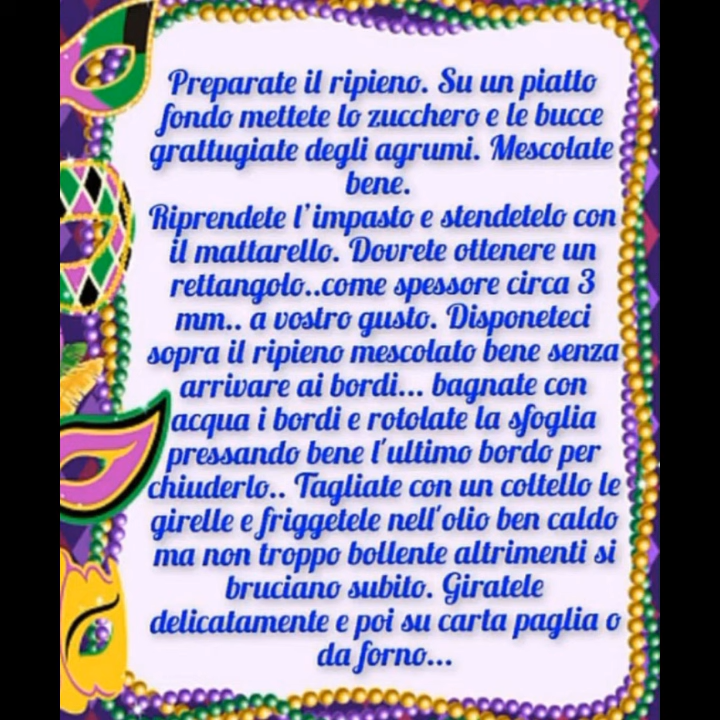 Preparate il ripieno. Su un piatto
fondo mettete lo zucchero e le bucce
grattugiate degli agrumi. Mescolate
bene.
Riprendete l'impasto e stendetelo con
il mattarello. Dovrete ottenere un
rettangolo..come spessore circa 3
mm.. a vostro gusto. Disponeteci
sopra il ripieno mescolato bene senza
arrivare ai bordi... bagnate con
acqua i bordi e rotolate la sfoglia
pressando bene l'ultimo bordo per
chiuderlo.. Tagliate con un coltello le
girelle e friggetele nell'olio ben caldo
ma non troppo bollente altrimenti si
bruciano subito. Giratele
delicatamente e poi su carta paglia o
da forno...